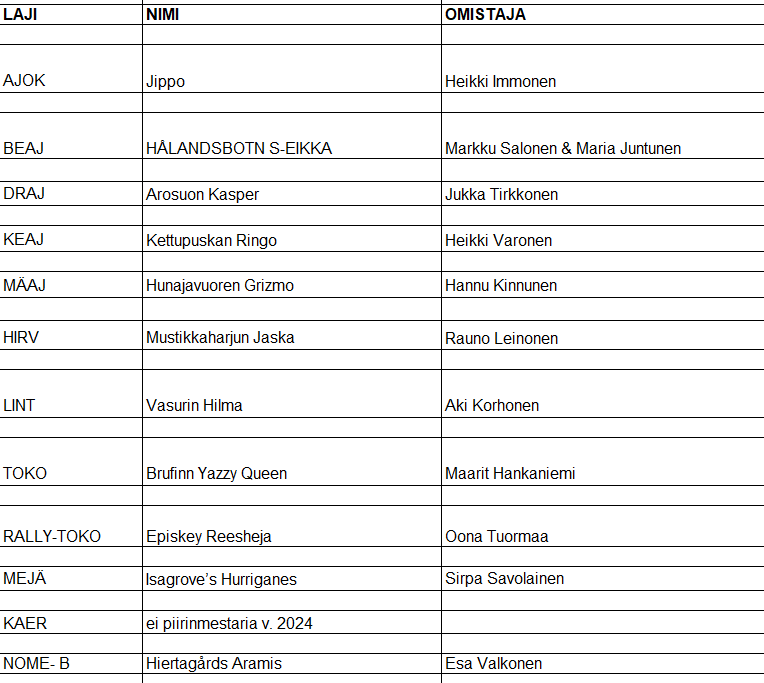 LAJI NIMI OMISTAJA
AJOK Jippo Heikki Immonen
BEAJ HÅLANDSBOTN S-EIKKA Markku Salonen & Maria Juntunen
DRAJ Arosuon Kasper Jukka Tirkkonen
KEAJ Kettupuskan Ringo Heikki Varonen
MÄAJ Hunajavuoren Grizmo Hannu Kinnunen
HIRV Mustikkaharjun Jaska Rauno Leinonen
LINT Vasurin Hilma Aki Korhonen
TOKO Brufinn Yazzy Queen Maarit Hankaniemi
RALLY-TOKO Episkey Reesheja Oona Tuormaa
MEJÄ Isagrove’s Hurriganes Sirpa Savolainen
KAER ei piirinmestaria v. 2024
NOME- B Hiertagårds Aramis Esa Valkonen